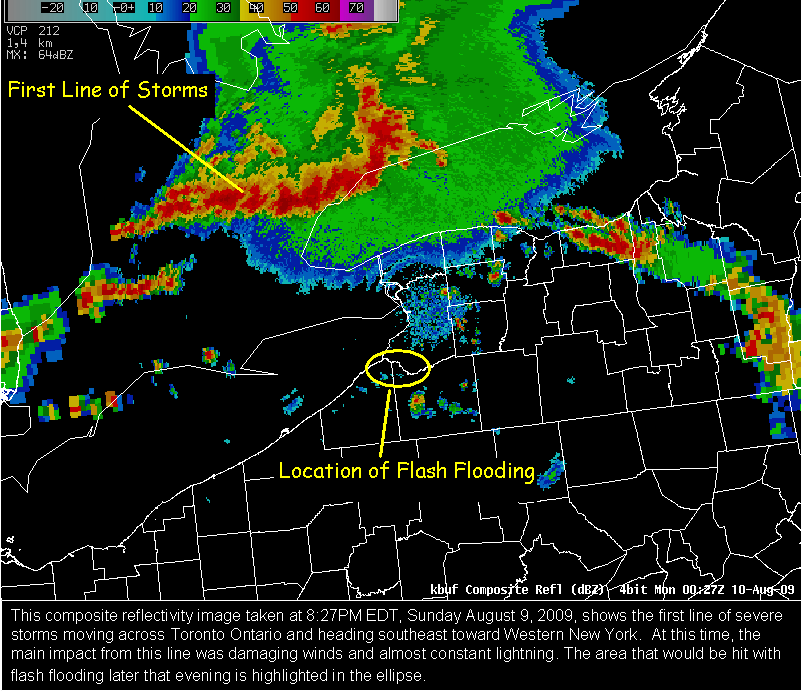 -20 10 -0+ 10 20 30 40 50 60 70
VCP 212
1,4 km
MX: 64dBZ
First Line of Storms
Location of Flash Flooding
kbuf Composite Refl (dBZ) 4bit Mon 00:27Z 10-Aug-09
This composite reflectivity image taken at 8:27PM EDT, Sunday August 9, 2009, shows the first line of severe
storms moving across Toronto Ontario and heading southeast toward Western New York. At this time, the
main impact from this line was damaging winds and almost constant lightning. The area that would be hit with
flash flooding later that evening is highlighted in the ellipse.